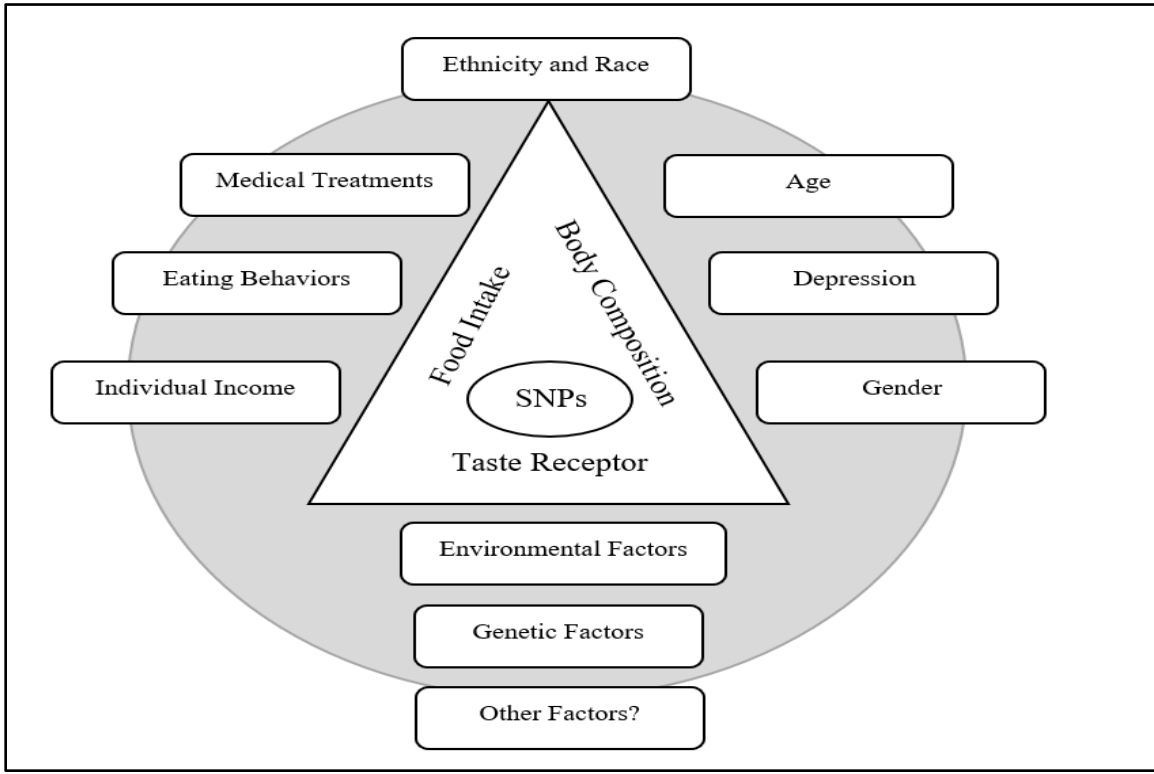 Ethnicity and Race
Medical Treatments
Age
Eating Behaviors
Depression
Individual Income
Gender
Food Intake
Body Composition
SNPs
Taste Receptor
Environmental Factors
Genetic Factors
Other Factors?